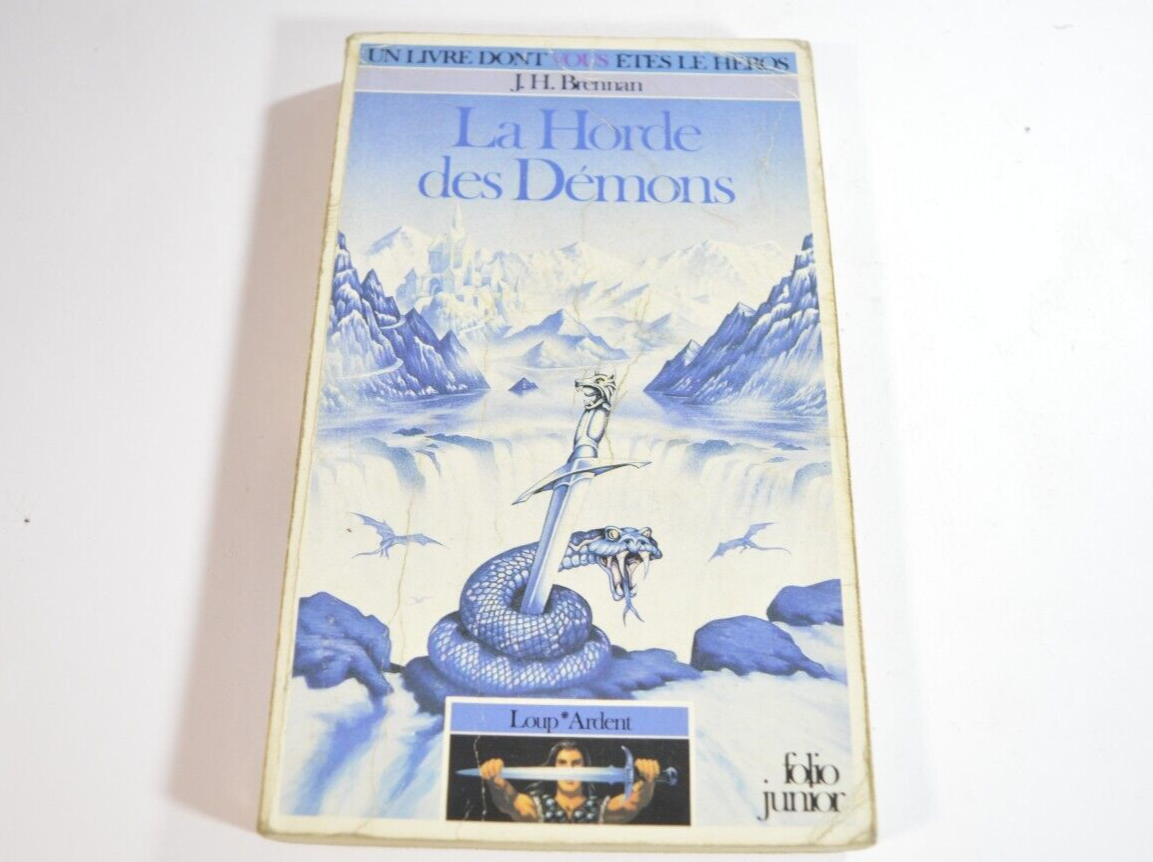 UN LIVRE DONT VOUS ETES LE HEROS
J. H. Brennan
La Horde
des Démons
Loup*Ardent
folio
junior